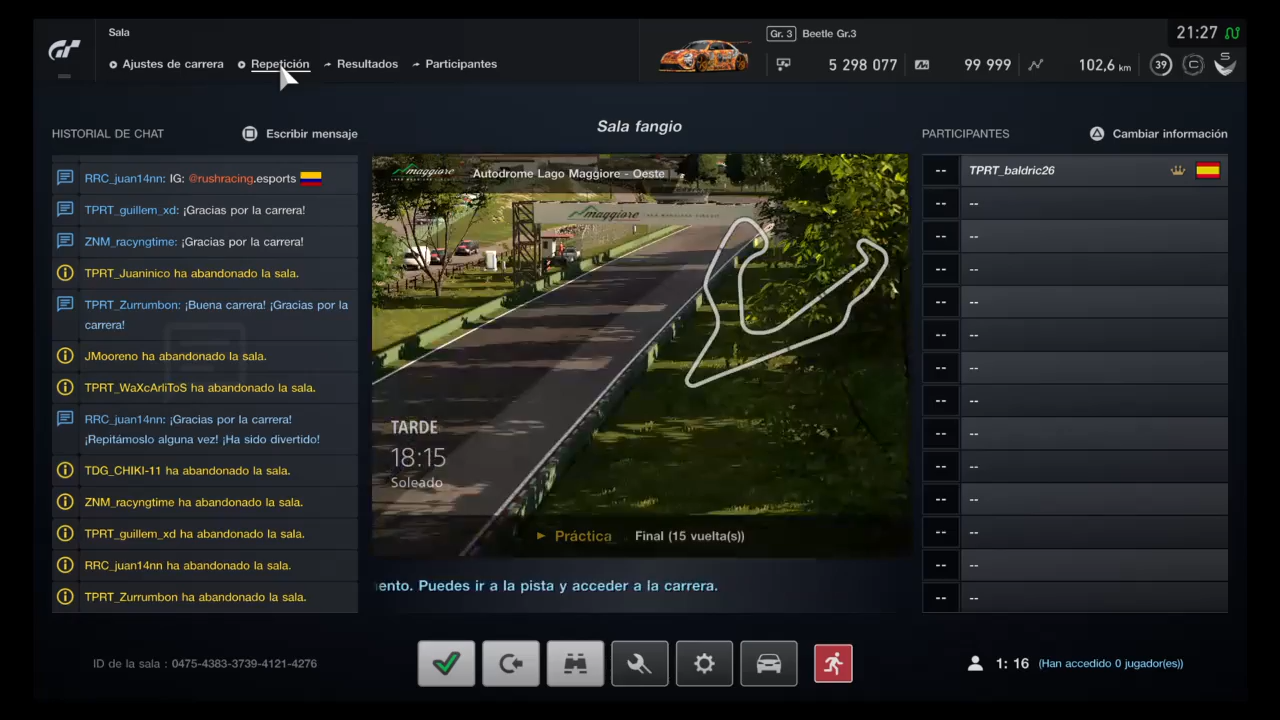 Sala
Gr. 3 Beetle Gr.3
21:27
Ajustes de carrera Repetición Resultados Participantes
5 298 077 99 999 102,6 km 39 C S
HISTORIAL DE CHAT Escribir mensaje
Sala fangio
PARTICIPANTES Cambiar información
RRC_juan14nn: IG: @rushracing.esports
TPRT_guillem_xd: ¡Gracias por la carrera!
ZNM_racyngtime: ¡Gracias por la carrera!
TPRT_Juaninico ha abandonado la sala.
TPRT_Zurrumbon: ¡Buena carrera! ¡Gracias por la
carrera!
JMooreno ha abandonado la sala.
TPRT_WaXcArliToS ha abandonado la sala.
RRC_juan14nn: ¡Gracias por la carrera!
¡Repitámoslo alguna vez! ¡Ha sido divertido!
TDG_CHIKI-11 ha abandonado la sala.
ZNM_racyngtime ha abandonado la sala.
TPRT_guillem_xd ha abandonado la sala.
RRC_juan14nn ha abandonado la sala.
TPRT_Zurrumbon ha abandonado la sala.
maggiore Autodrome Lago Maggiore - Oeste
maggiore
TARDE
18:15
Soleado
Práctica Final (15 vuelta(s))
ento. Puedes ir a la pista y acceder a la carrera.
-- TPRT_baldric26
-- --
-- --
-- --
-- --
-- --
-- --
-- --
-- --
-- --
-- --
-- --
-- --
-- --
ID de la sala : 0475-4383-3739-4121-4276
1: 16 (Han accedido 0 jugador(es))